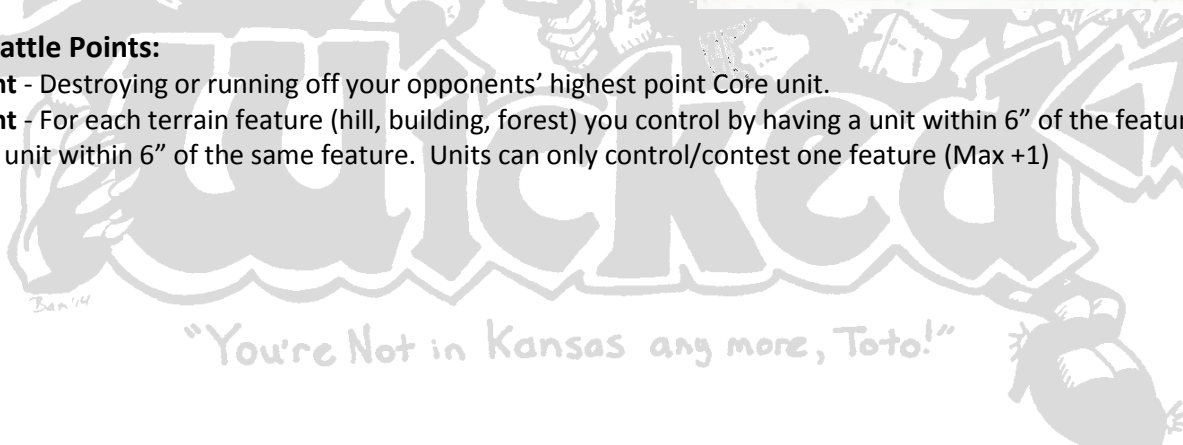 attle Points:
nt - Destroying or running off your opponents’ highest point Core unit.
nt - For each terrain feature (hill, building, forest) you control by having a unit within 6” of the featur
unit within 6” of the same feature.  Units can only control/contest one feature (Max +1)
Wicked
Ban '14
"You're Not in Kansas any more, Toto!"